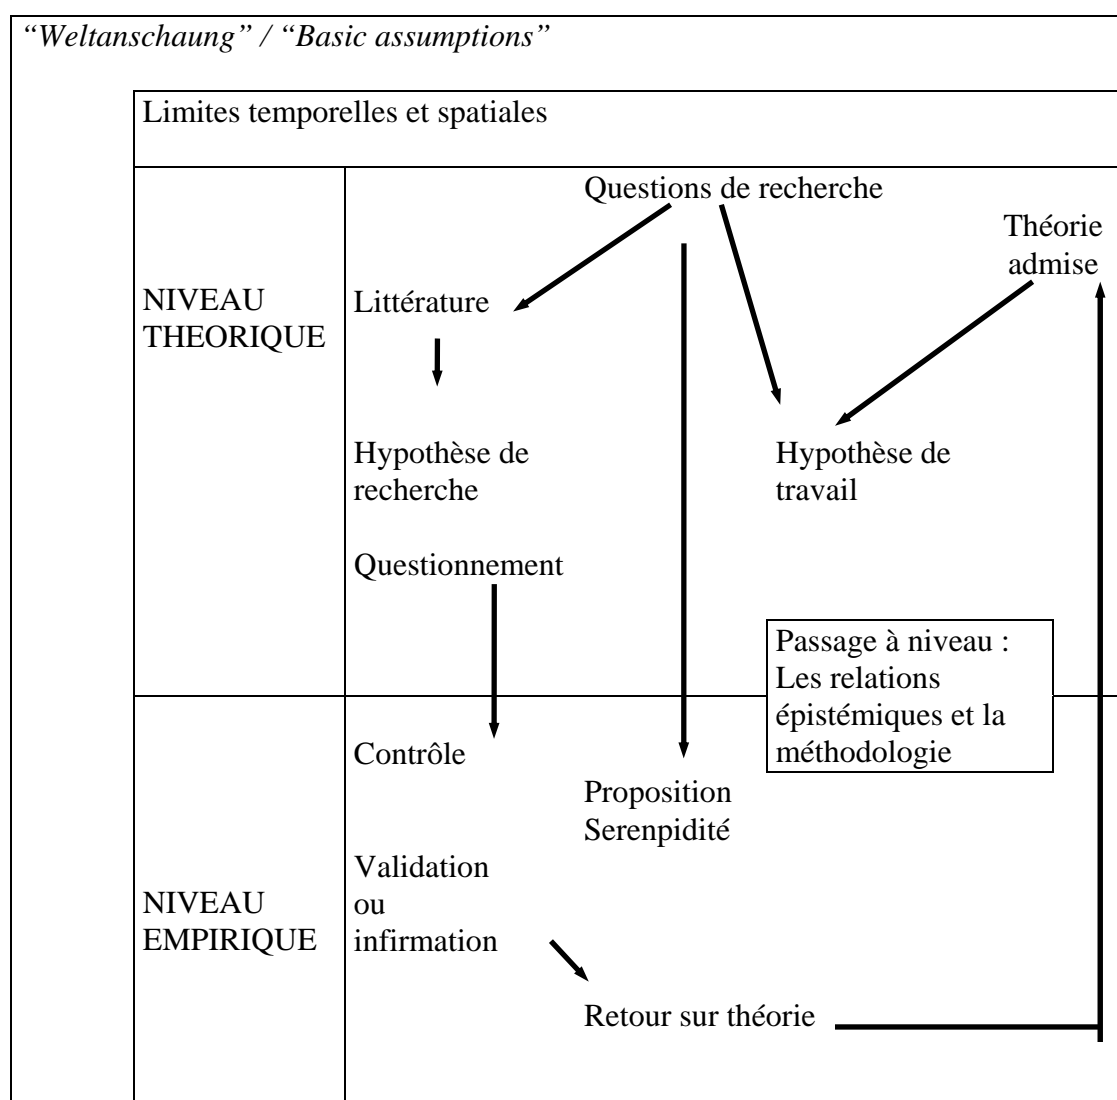 “Weltanschaung” / “Basic assumptions”
Limites temporelles et spatiales
Questions de recherche
Théorie
admise
NIVEAU
THEORIQUE
Littérature
Hypothèse de
recherche
Hypothèse de
travail
Questionnement
Passage à niveau :
Les relations
épistémiques et la
méthodologie
Contrôle
Proposition
Serenpidité
NIVEAU
EMPIRIQUE
Validation
ou
infirmation
Retour sur théorie